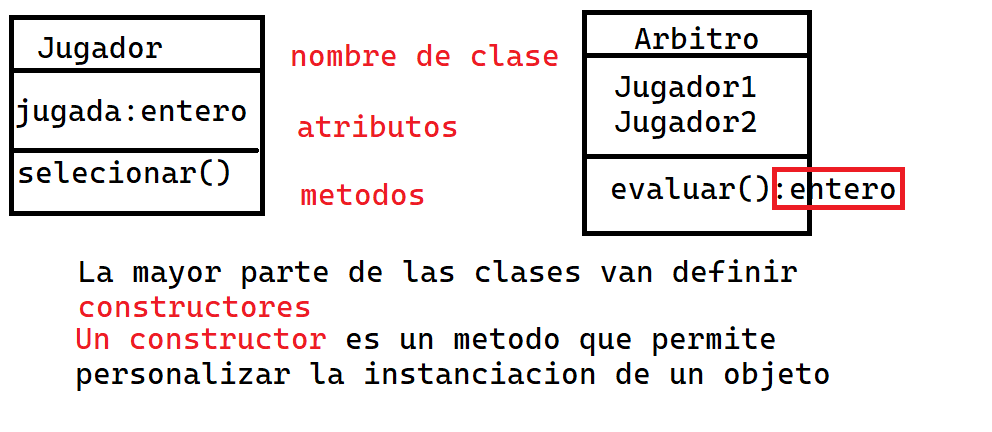 Jugador
nombre de clase
Arbitro
jugada:entero
atributos
Jugador1
Jugador2
selecionar()
metodos
evaluar():entero
La mayor parte de las clases van definir
constructores
Un constructor es un metodo que permite
personalizar la instanciacion de un objeto